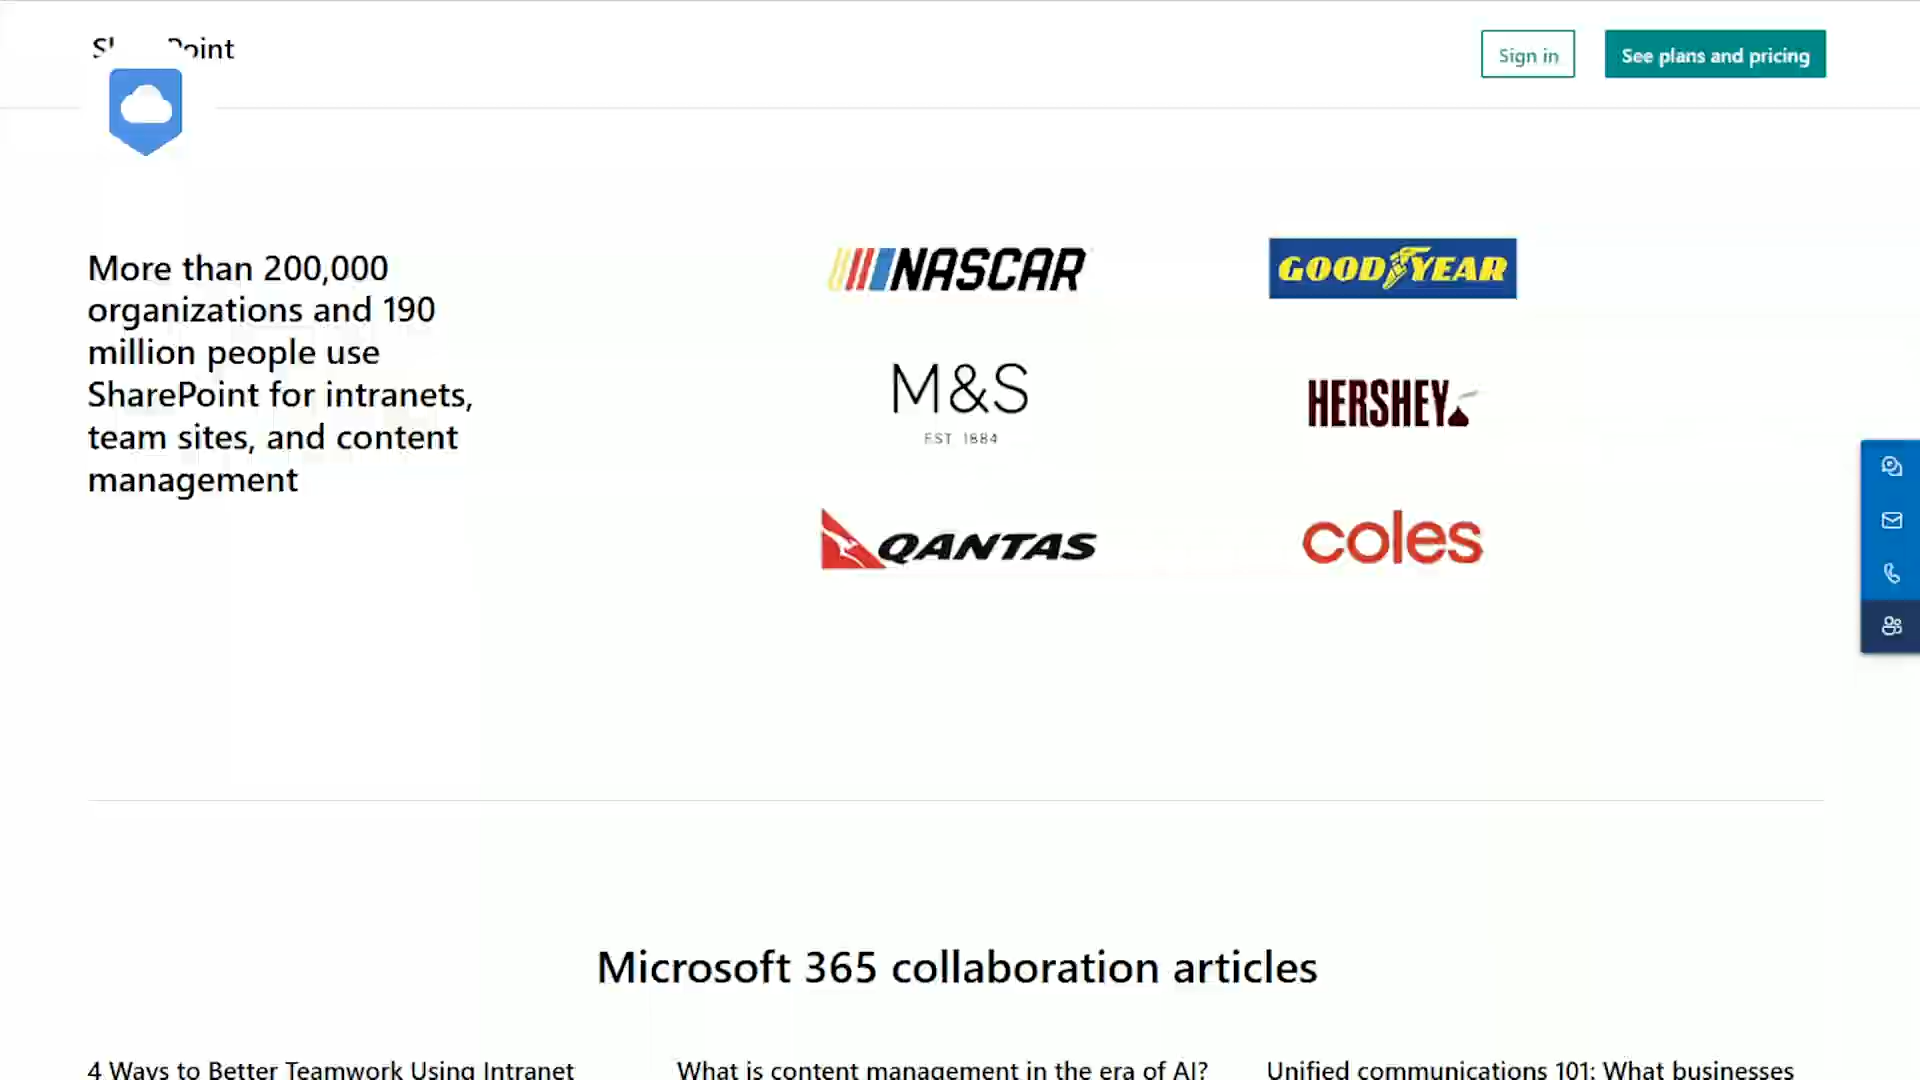 Sign in
See plans and pricing
More than 200,000
organizations and 190
million people use
SharePoint for intranets,
team sites, and content
management
NASCAR
GOODYEAR
M&S
EST 1884
HERSHEY
QANTAS
coles
Microsoft 365 collaboration articles
4 Ways to Better Teamwork Using Intranet
What is content management in the era of AI?
Unified communications 101: What businesses